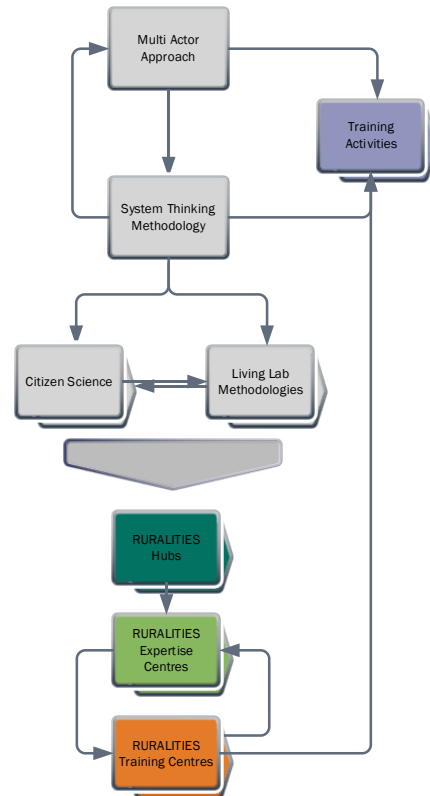 Multi Actor
Approach
Training
Activities
System Thinking
Methodology
Citizen Science
Living Lab
Methodologies
RURALITIES
Hubs
RURALITIES
Expertise
Centres
RURALITIES
Training Centres